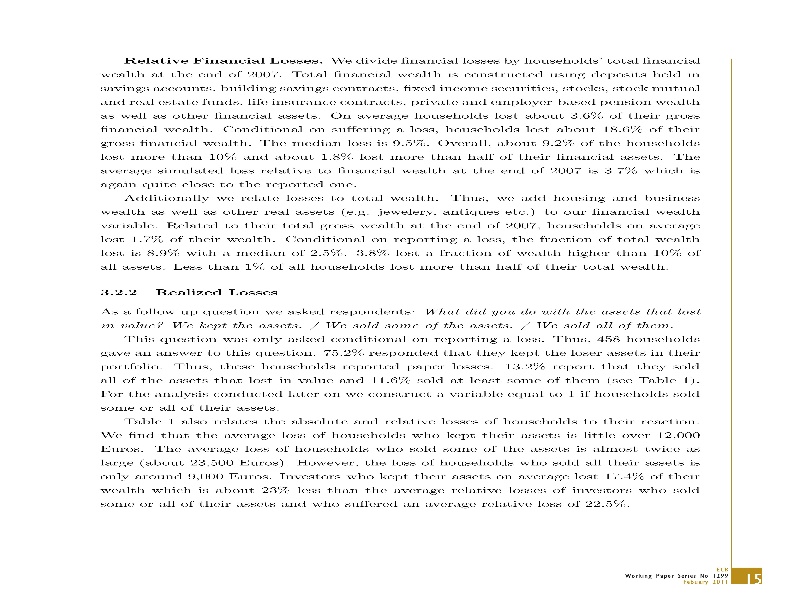 Relative Financial Losses. We divide financial losses by households' total financial
wealth at the end of 2007. Total financial wealth is constructed using deposits held in
savings accounts, building savings contracts, fixed income securities, stocks, stock mutual
and real estate funds, life insurance contracts, private and employer based pension wealth
as well as other financial assets. On average households lost about 3.6% of their gross
financial wealth. Conditional on suffering a loss, households lost about 18.6% of their
gross financial wealth. The median loss is 9.5%. Overall, about 9.2% of the households
lost more than 10% and about 1.8% lost more than half of their financial assets. The
average simulated loss relative to financial wealth at the end of 2007 is 3.7% which is
again quite close to the reported one.
Additionally we relate losses to total wealth. Thus, we add housing and business
wealth as well as other real assets (e.g. jewelery, antiques etc.) to our financial wealth
variable. Related to their total gross wealth at the end of 2007, households on average
lost 1.7% of their wealth. Conditional on reporting a loss, the fraction of total wealth
lost is 8.9% with a median of 2.5%. 3.8% lost a fraction of wealth higher than 10% of
all assets. Less than 1% of all households lost more than half of their total wealth.
3.2.2 Realized Losses
As a follow up question we asked respondents: What did you do with the assets that lost
in value? We kept the assets. / We sold some of the assets. / We sold all of them.
This question was only asked conditional on reporting a loss. Thus, 458 households
gave an answer to this question. 75.2% responded that they kept the loser assets in their
portfolio. Thus, these households reported paper losses. 13.2% report that they sold
all of the assets that lost in value and 11.6% sold at least some of them (see Table 1).
For the analysis conducted later on we construct a variable equal to 1 if households sold
some or all of their assets.
Table 1 also relates the absolute and relative losses of households to their reaction.
We find that the average loss of households who kept their assets is little over 12,000
Euros. The average loss of households who sold some of the assets is almost twice as
large (about 23,500 Euros). However, the loss of households who sold all their assets is
only around 9,000 Euros. Investors who kept their assets on average lost 17.4% of their
wealth which is about 23% less than the average relative losses of investors who sold
some or all of their assets and who suffered an average relative loss of 22.5%.
ECB
Working Paper Series No 1299
February 2011
15